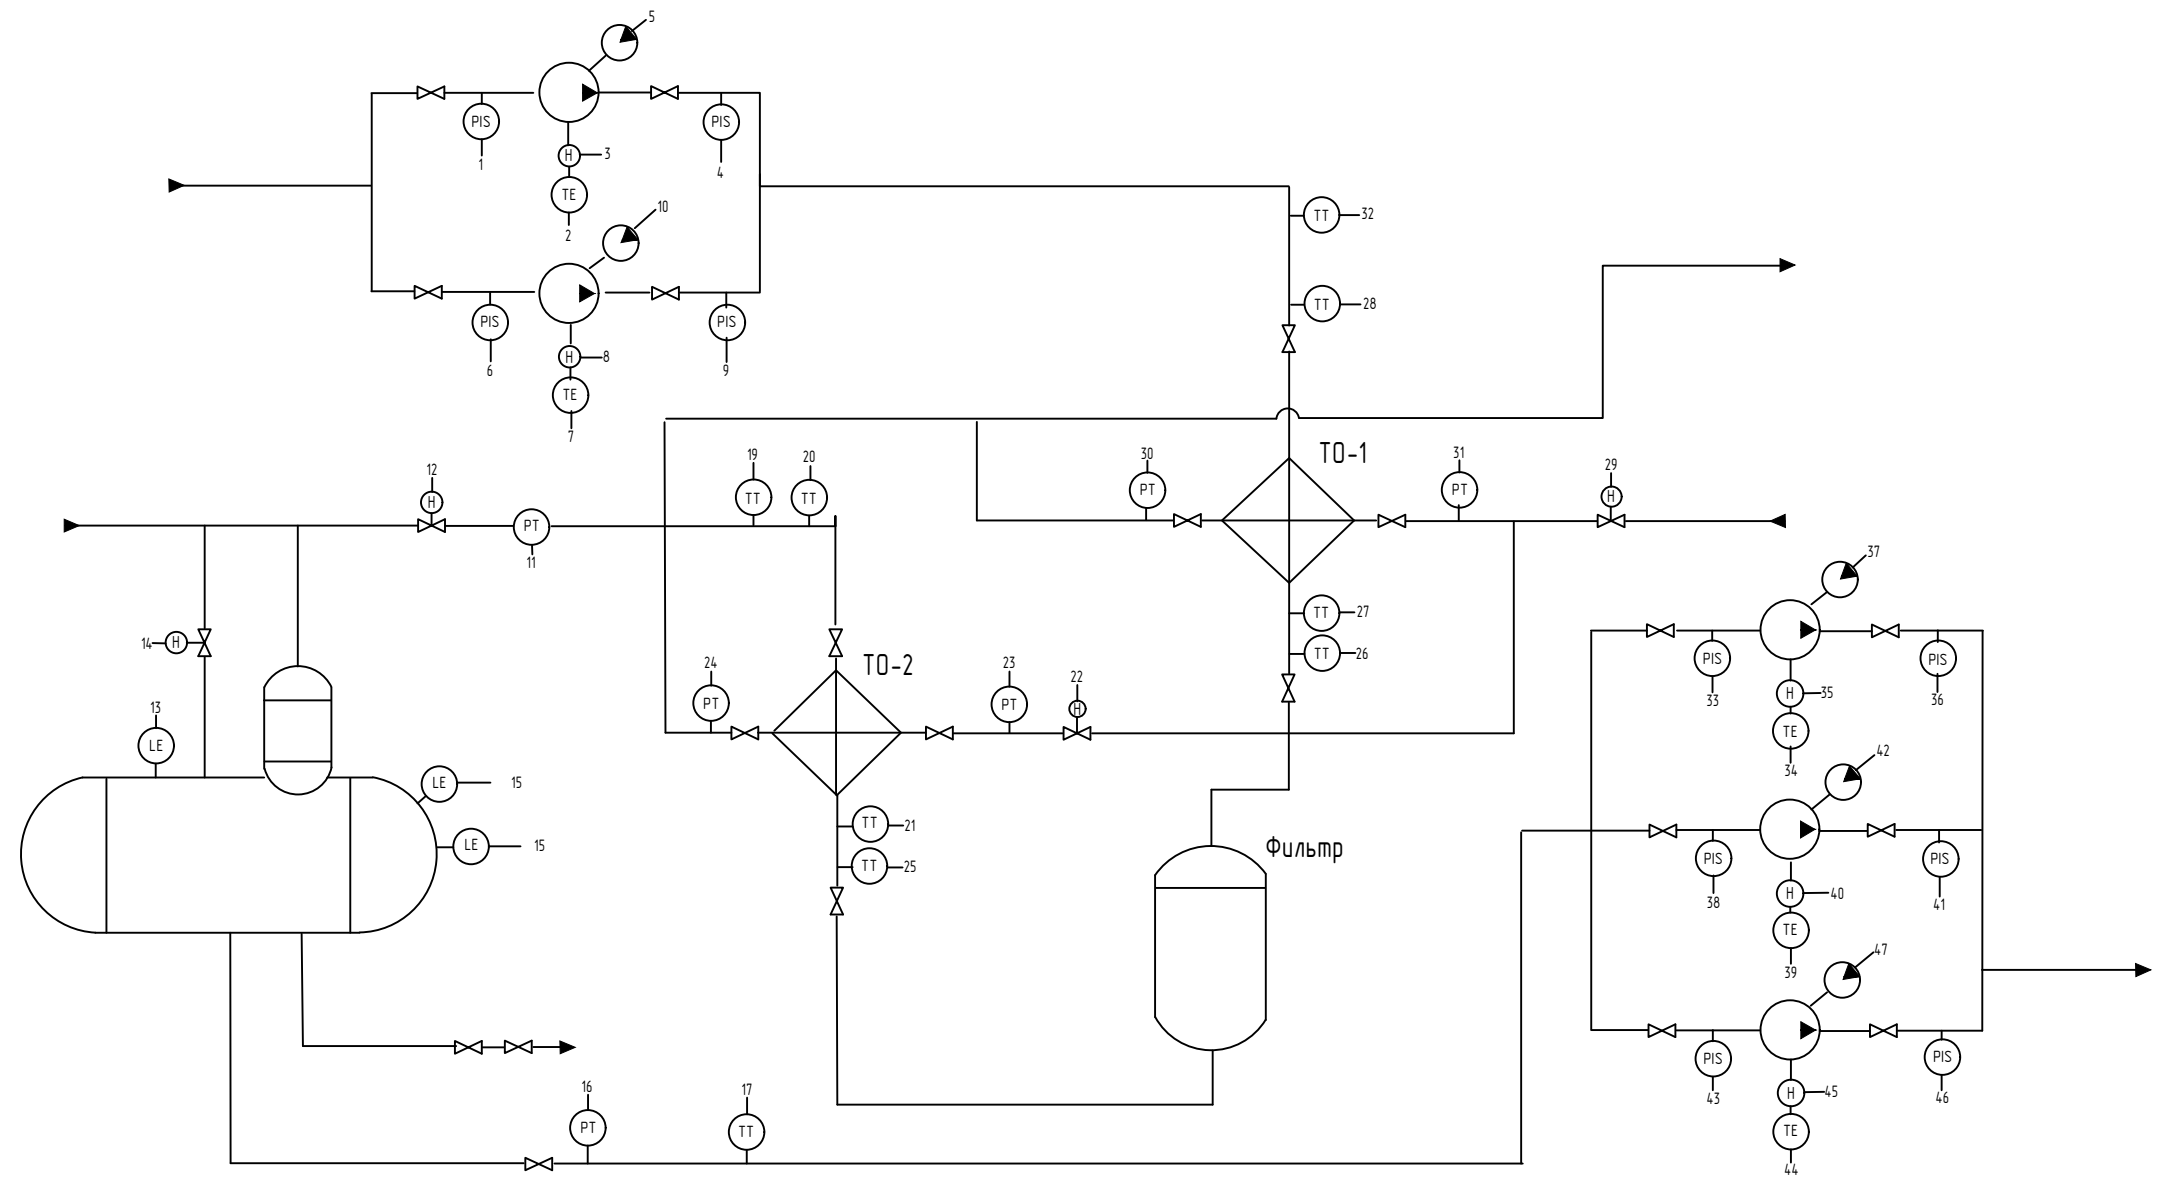 5
PIS
1
H
3
TE
2
PIS
4
10
PIS
6
H
8
TE
7
PIS
9
TT
32
TT
28
12
H
PT
11
19
TT
20
TT
30
PT
ТО-1
31
PT
29
H
14
H
13
LE
LE
15
LE
15
24
PT
ТО-2
23
PT
22
H
TT
27
TT
26
TT
21
TT
25
Фильтр
16
PT
17
TT
37
PIS
33
H
35
TE
34
PIS
36
42
PIS
38
H
40
TE
39
PIS
41
47
PIS
43
H
45
TE
44
PIS
46